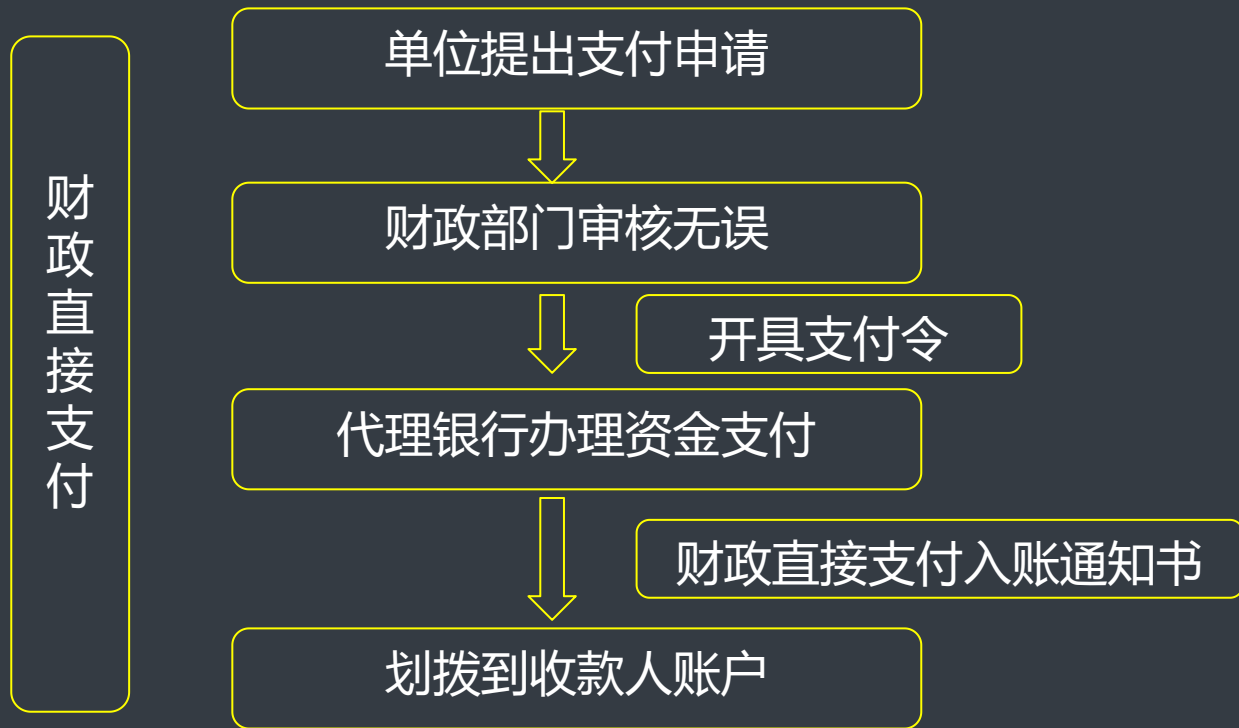 财政直接支付
单位提出支付申请
财政部门审核无误
开具支付令
代理银行办理资金支付
财政直接支付入账通知书
划拨到收款人账户